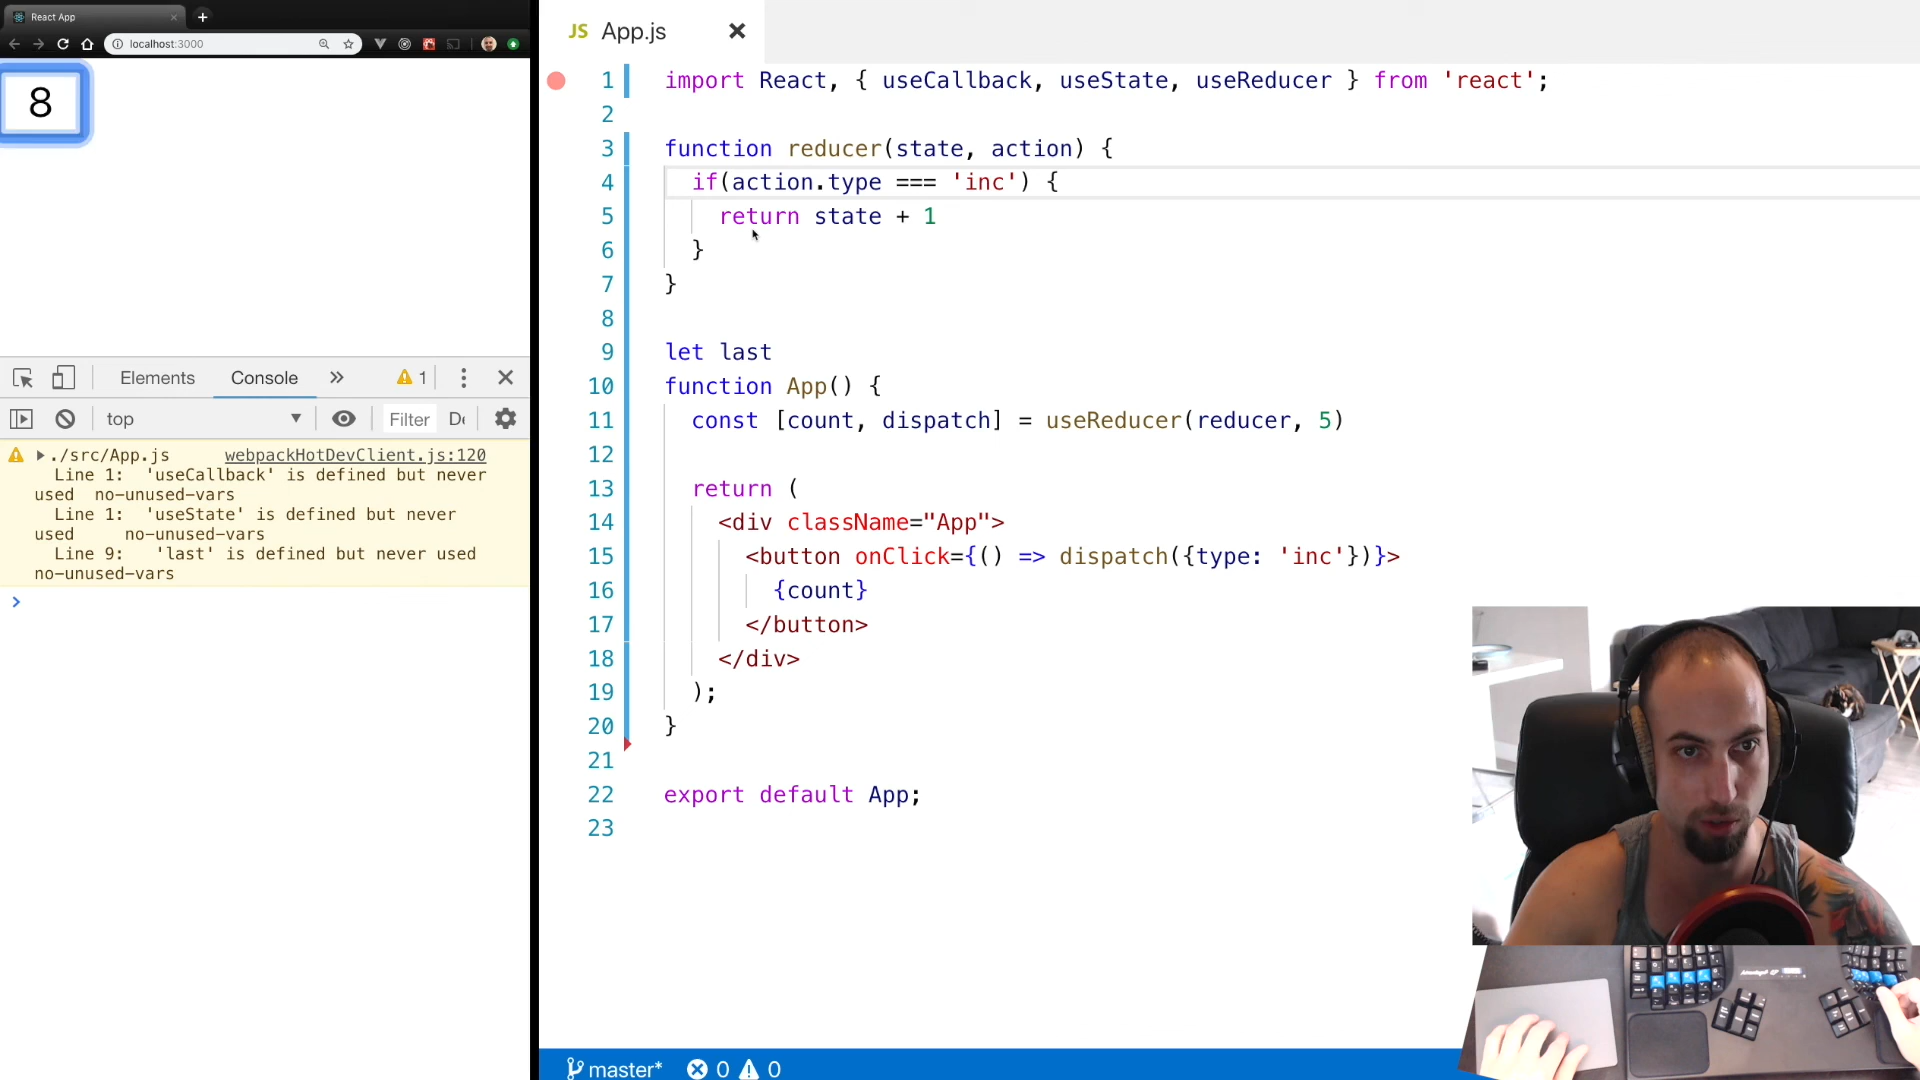 React App
localhost:3000
8
Elements
Console
1
top
Filter
De
./src/App.js webpackHotDevClient.js:120
Line 1: 'useCallback' is defined but never
used no-unused-vars
Line 1: 'useState' is defined but never
used no-unused-vars
Line 9: 'last' is defined but never used
no-unused-vars
JS App.js
1 import React, { useCallback, useState, useReducer } from 'react';
2
3 function reducer(state, action) {
4 if(action.type === 'inc') {
5 return state + 1
6 }
7 }
8
9 let last
10 function App() {
11 const [count, dispatch] = useReducer(reducer, 5)
12
13 return (
14 <div className="App">
15 <button onClick={() => dispatch({type: 'inc'})}>
16 {count}
17 </button>
18 </div>
19 );
20 }
21
22 export default App;
23
master* 0 0